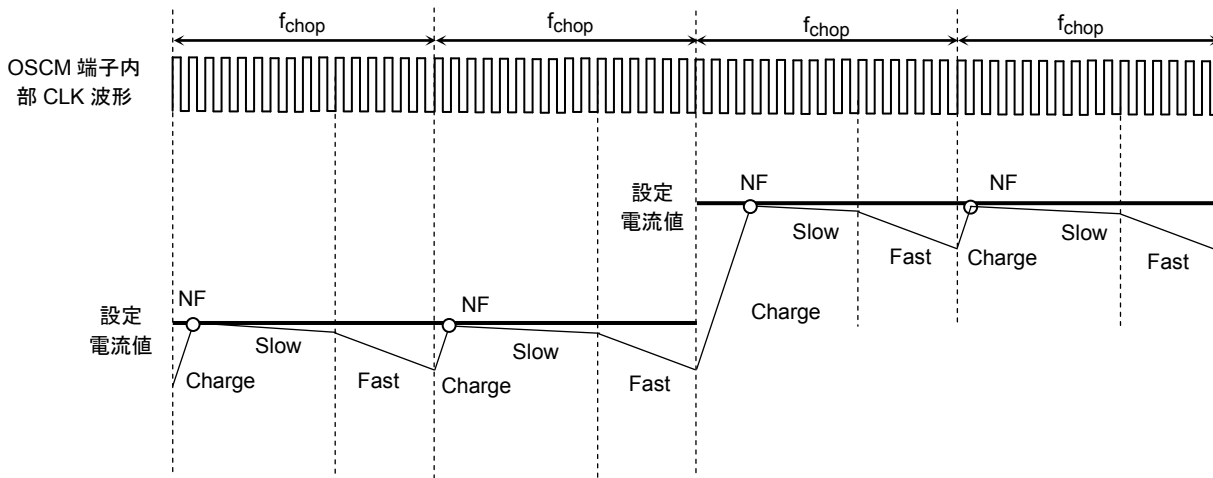 fchop
fchop
fchop
fchop
OSCM 端子内
部 CLK 波形
設定
電流値
NF
NF
Slow
Slow
Fast
Charge
Fast
Charge
設定
電流値
NF
NF
Slow
Slow
Fast
Charge
Fast
Charge